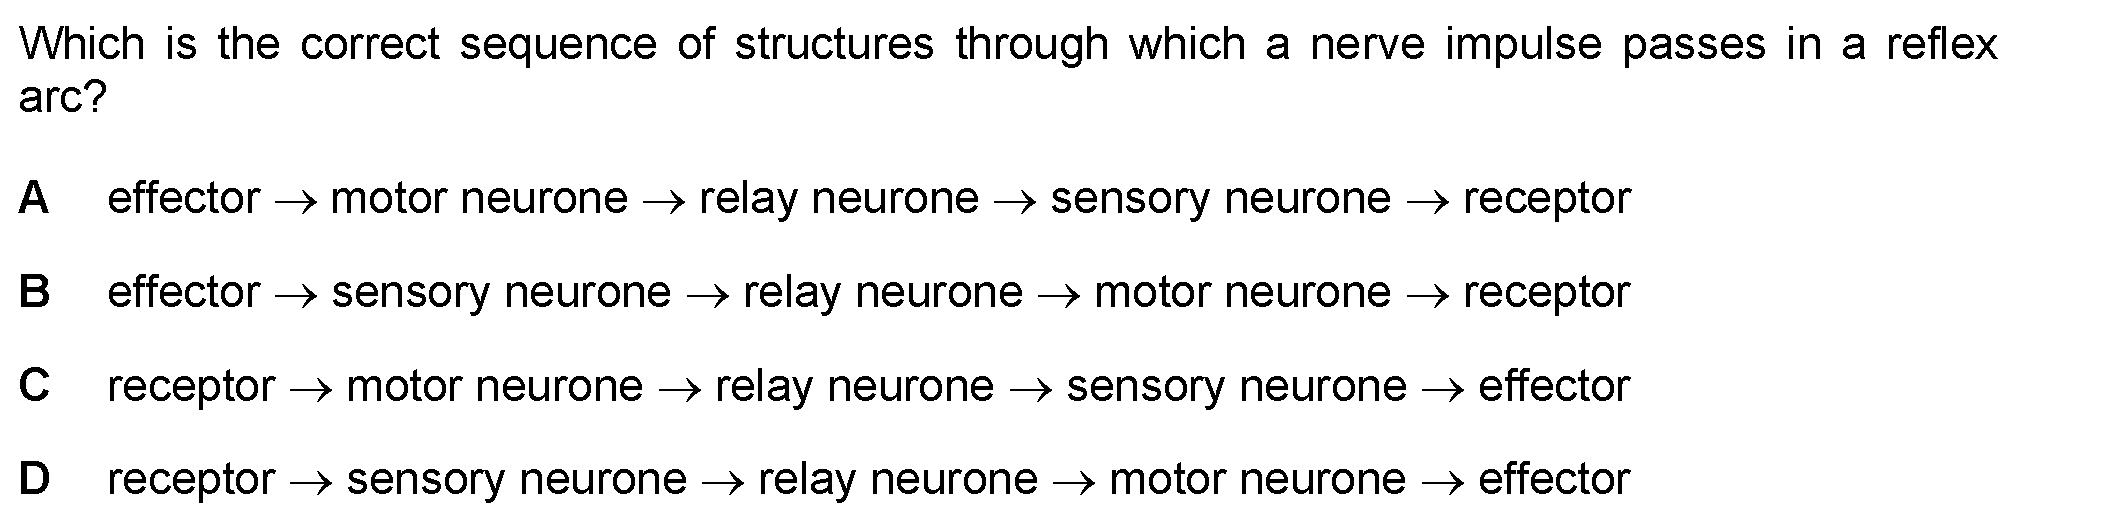 Which is the correct sequence of structures through which a nerve impulse passes in a reflex
arc?
A effector → motor neurone → relay neurone → sensory neurone → receptor
B effector → sensory neurone → relay neurone → motor neurone → receptor
C receptor → motor neurone → relay neurone → sensory neurone → effector
D receptor → sensory neurone → relay neurone → motor neurone → effector